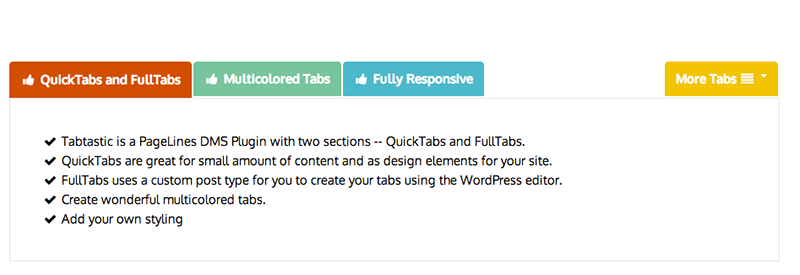 QuickTabs and FullTabs
Multicolored Tabs
Fully Responsive
More Tabs
Tabtastic is a PageLines DMS Plugin with two sections -- QuickTabs and FullTabs.
QuickTabs are great for small amount of content and as design elements for your site.
FullTabs uses a custom post type for you to create your tabs using the WordPress editor.
Create wonderful multicolored tabs.
Add your own styling